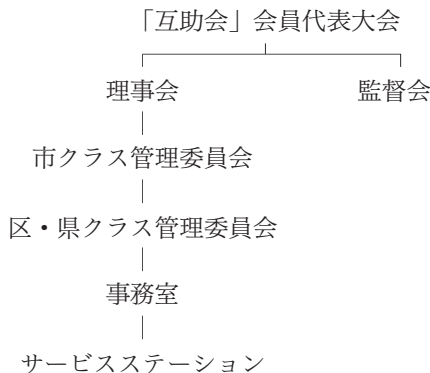 「互助会」会員代表大会
理事会 監督会
市クラス管理委員会
区・県クラス管理委員会
事務室
サービスステーション